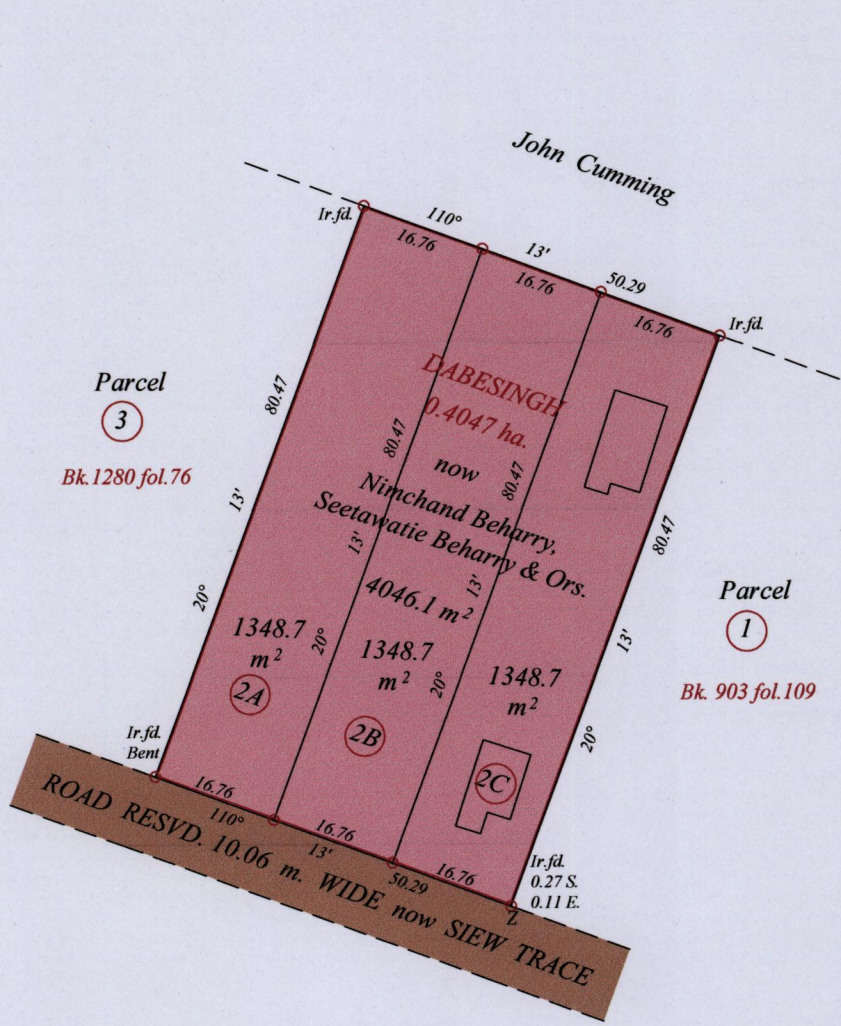 John Cumming
Ir.fd.
110°
13'
50.29
16.76
16.76
16.76
Ir.fd.
Parcel
3
Bk.1280 fol.76
80.47
13'
20°
DABESINGH
0.4047 ha.
now
Nimchand Beharry,
Seetawatie Beharry & Ors.
4046.1 m²
80.47
13'
20°
80.47
13'
20°
80.47
13'
20°
Parcel
1
Bk. 903 fol.109
1348.7
m²
2A
1348.7
m²
2B
1348.7
m²
2C
Ir.fd.
Bent
16.76
16.76
16.76
110°
13'
50.29
Ir.fd.
0.27 S.
0.11 E.
Z
ROAD RESVD. 10.06 m. WIDE now SIEW TRACE